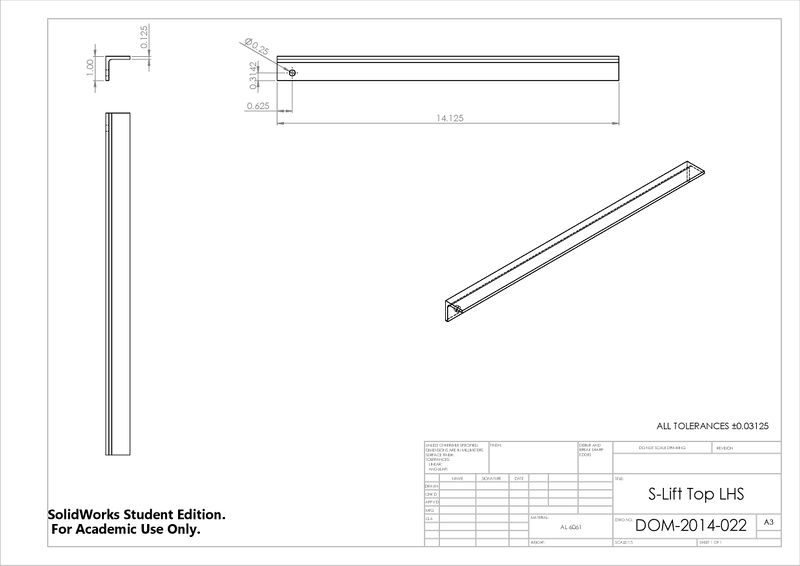 0.125
1.00
Ø0.25
0.3142
0.625
14.125
ALL TOLERANCES ±0.03125
UNLESS OTHERWISE SPECIFIED:
DIMENSIONS ARE IN MILLIMETERS
SURFACE FINISH:
TOLERANCES:
LINEAR:
ANGULAR:
FINISH:
DEBUR AND
BREAK SHARP
EDGES
DO NOT SCALE DRAWING
REVISION
NAME
SIGNATURE
DATE
TITLE:
DRAWN
CHK'D
APPV'D
MFG
Q.A
S-Lift Top LHS
MATERIAL:
AL 6061
DWG NO.
DOM-2014-022
A3
WEIGHT:
SCALE:1:5
SHEET 1 OF 1
SolidWorks Student Edition.
For Academic Use Only.